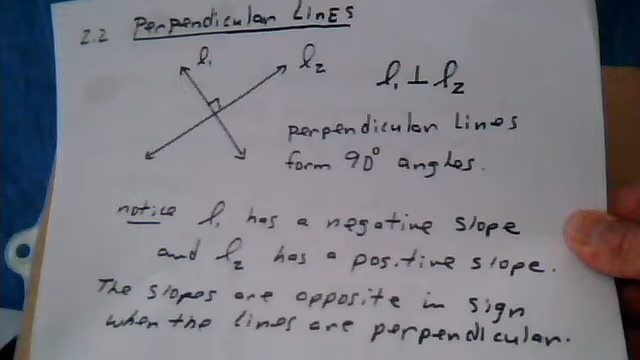 2.2 Perpendicular Lines
l₁ l₂ l₁ ⊥ l₂
perpendicular lines
form 90° angles.
notice l₁ has a negative slope
and l₂ has a positive slope.
The slopes are opposite in sign
when the lines are perpendicular.